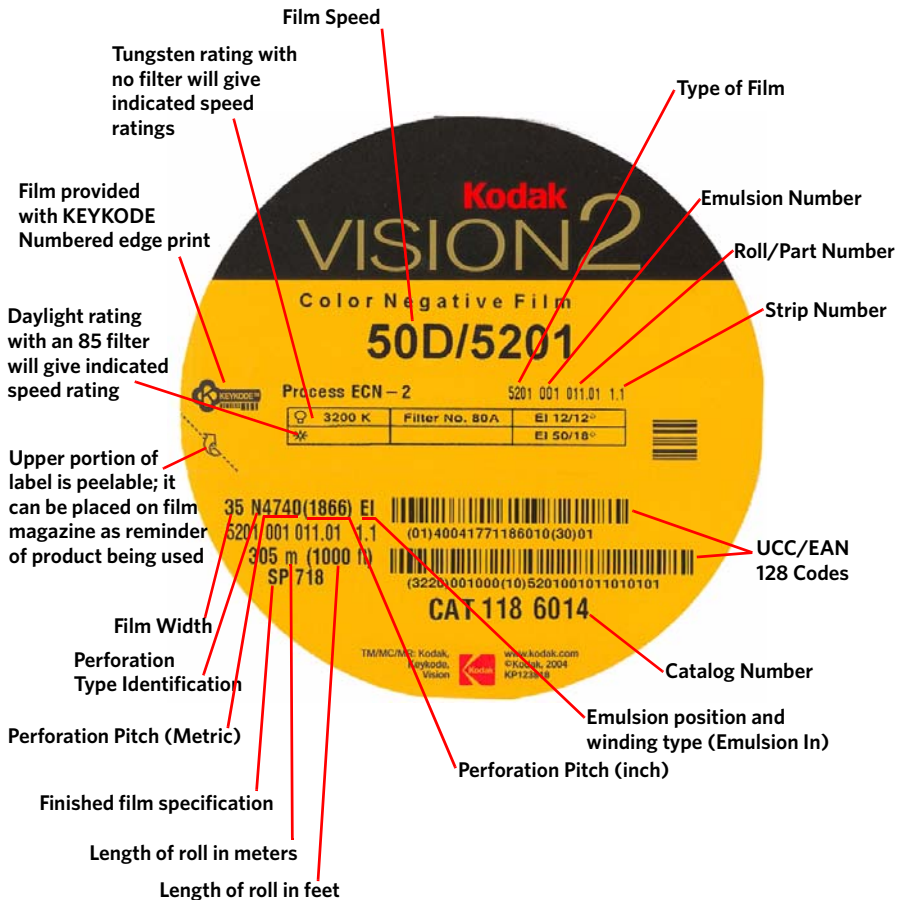 Film Speed
Tungsten rating with
no filter will give
indicated speed
ratings
Type of Film
Film provided
with KEYKODE
Numbered edge print
Emulsion Number
Roll/Part Number
Strip Number
Daylight rating
with an 85 filter
will give indicated
speed rating
Upper portion of
label is peelable; it
can be placed on film
magazine as reminder
of product being used
Kodak
VISION2
Color Negative Film
50D/5201
KEYKODE™
Process ECN – 2
5201 001 011.01 1.1
3200 K Filter No. 80A EI 12/12°
EI 50/18°
35 N4740(1866) EI
(01)40041771186010(30)01
5201 001 011.01 1.1
305 m (1000 ft)
(3220)001000(10)5201001011010101
SP 718
CAT 118 6014
TM/MC/MR: Kodak,
Keykode,
Vision
Kodak
www.kodak.com
©Kodak, 2004
UCC/EAN
128 Codes
Film Width
Perforation
Type Identification
Catalog Number
Perforation Pitch (Metric)
Emulsion position and
winding type (Emulsion In)
Perforation Pitch (inch)
Finished film specification
Length of roll in meters
Length of roll in feet